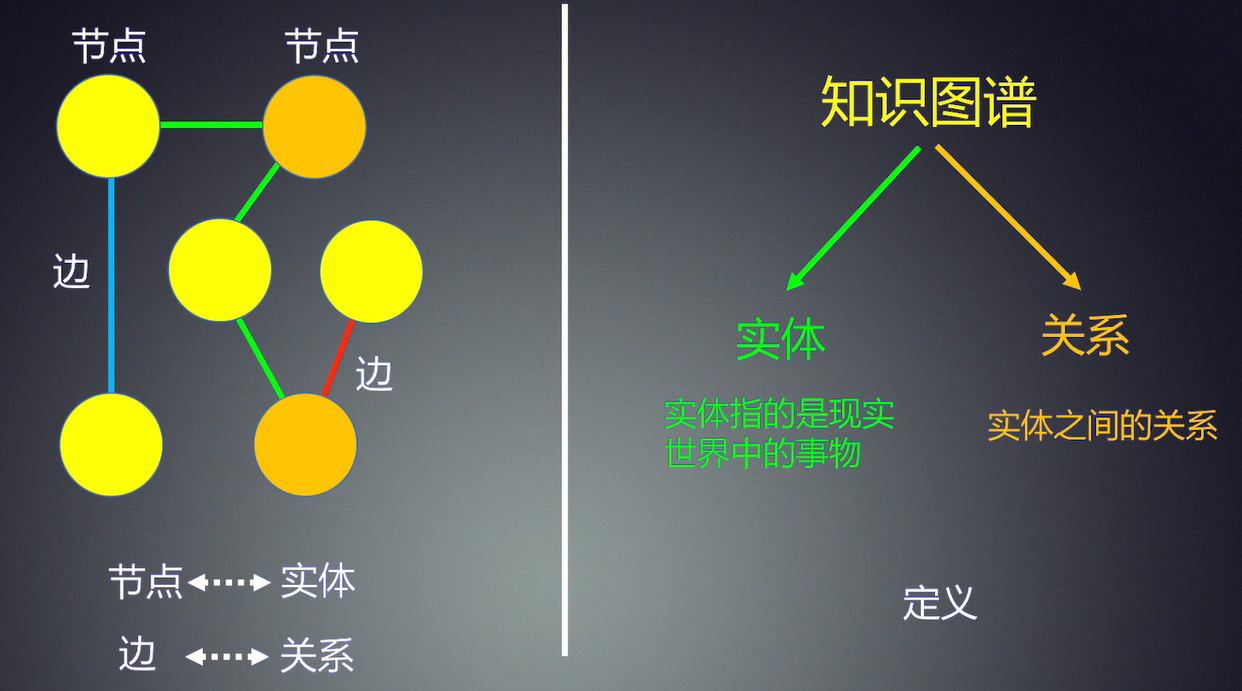 节点
节点
边
边
节点
实体
边
关系
知识图谱
实体
关系
实体指的是现实
世界中的事物
实体之间的关系
定义